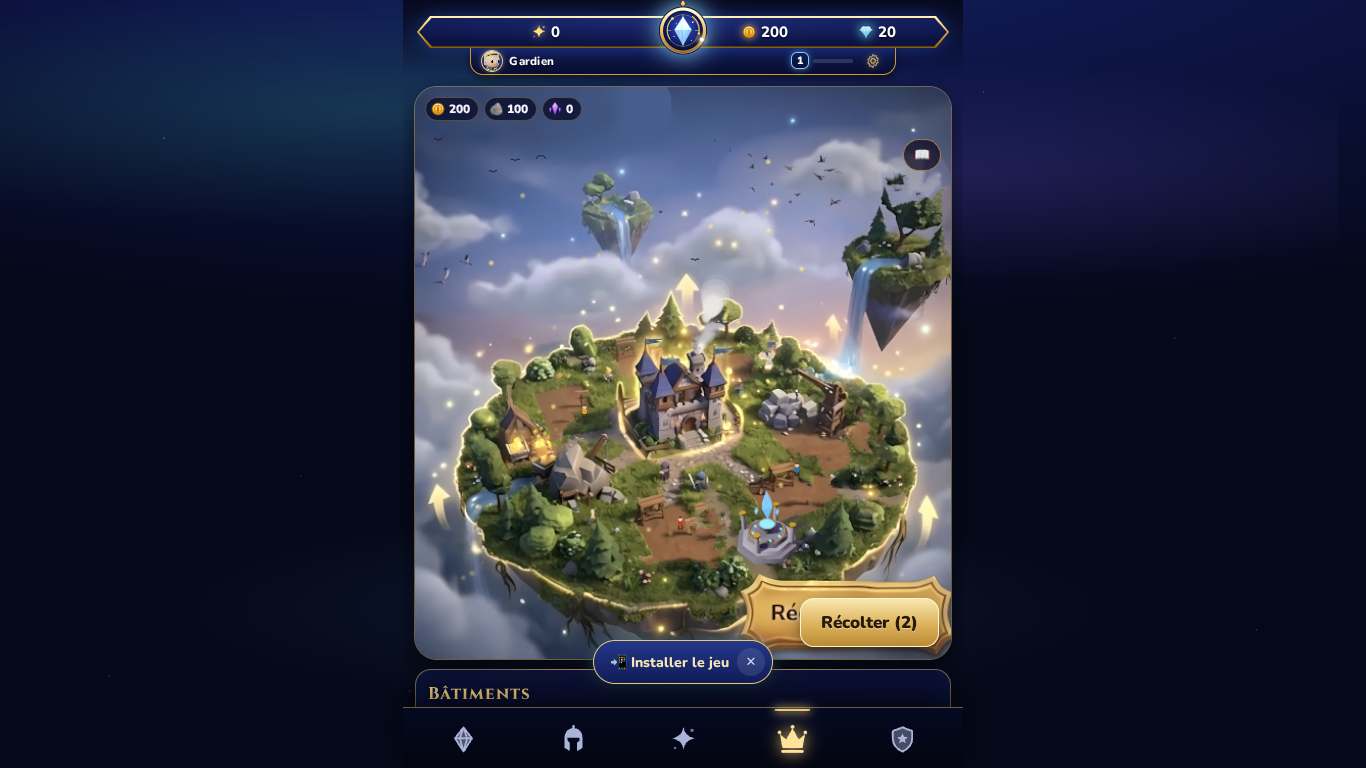 0
200
20
Gardien
1
200
100
0
Ré
Récolter (2)
Installer le jeu
BÂTIMENTS